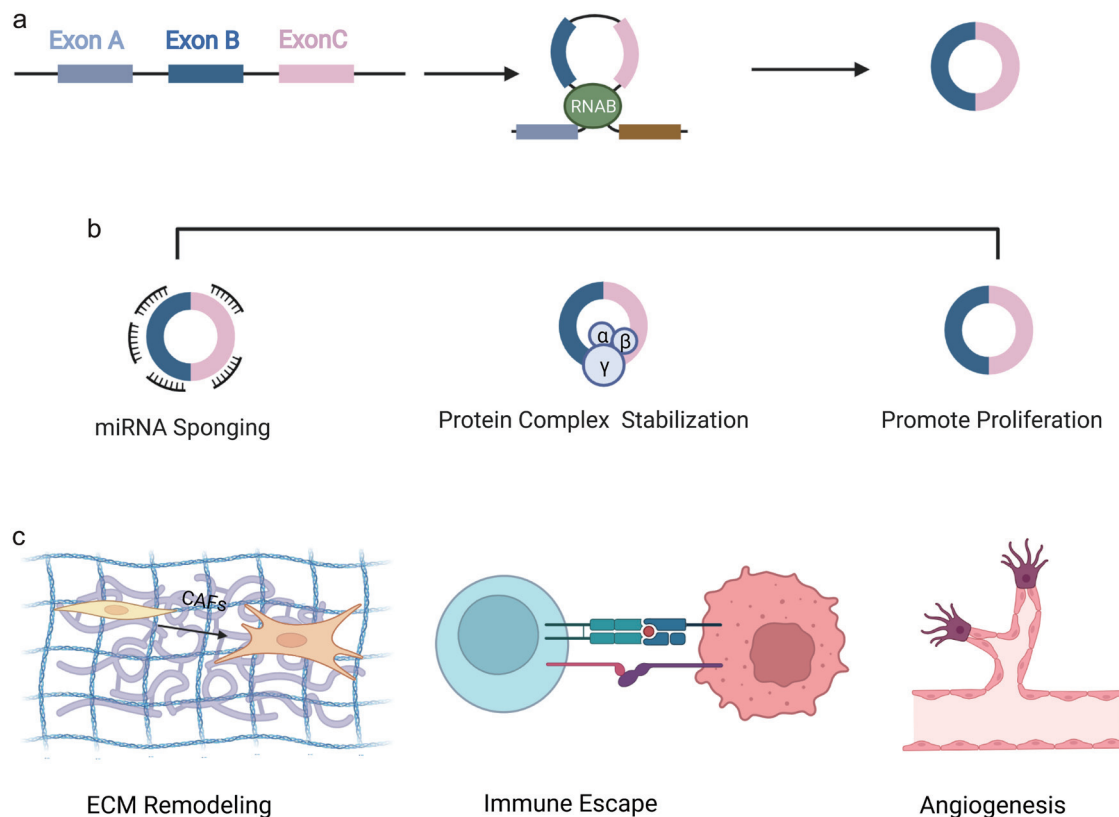 a
Exon A Exon B ExonC
RNAB
b
α β
γ
miRNA Sponging
Protein Complex Stabilization
Promote Proliferation
c
CAFs
ECM Remodeling
Immune Escape
Angiogenesis